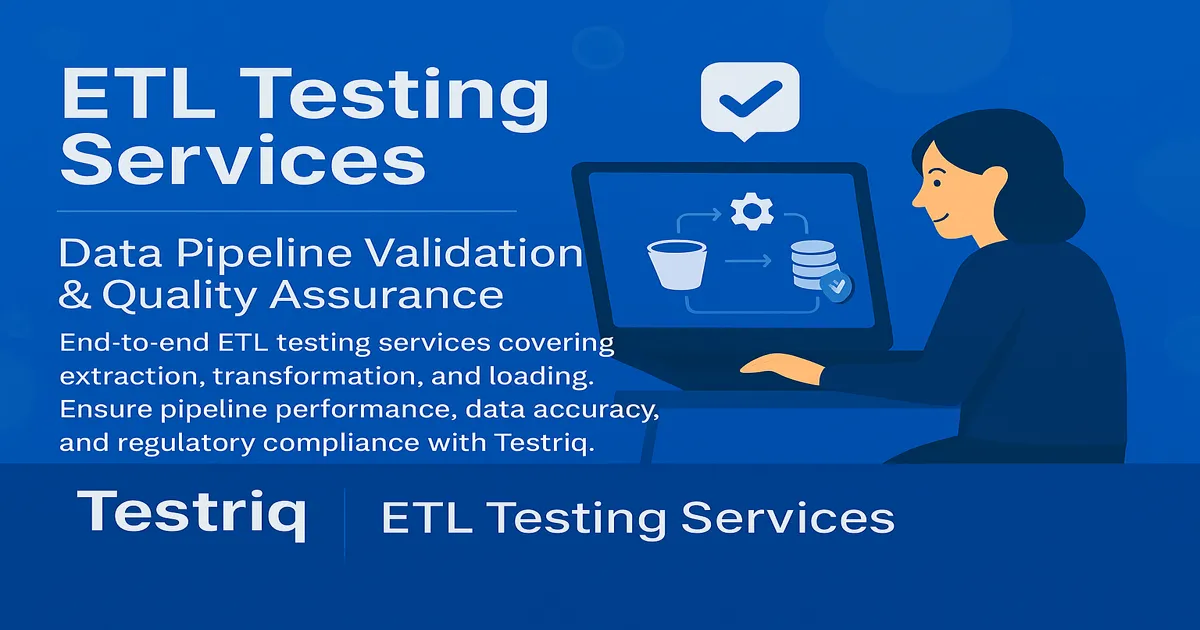 ETL Testing
Services
Data Pipeline Validation
& Quality Assurance
End-to-end ETL testing services covering
extraction, transformation, and loading.
Ensure pipeline performance, data accuracy,
and regulatory compliance with Testriq.
Testriq
ETL Testing Services